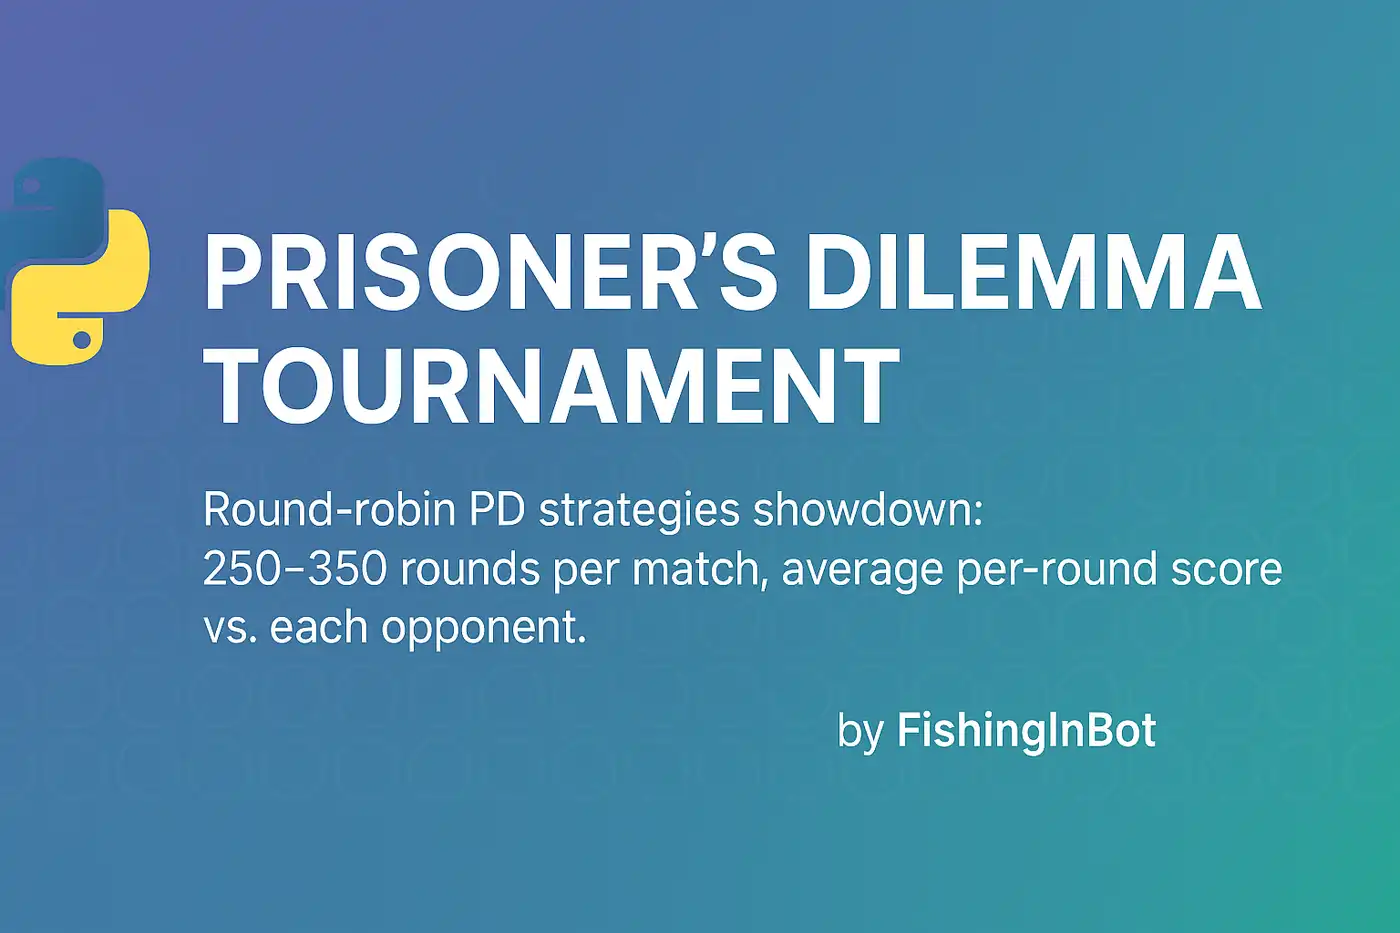 PRISONER’S DILEMMA
TOURNAMENT
Round-robin PD strategies showdown:
250–350 rounds per match, average per-round score
vs. each opponent.
by FishingInBot